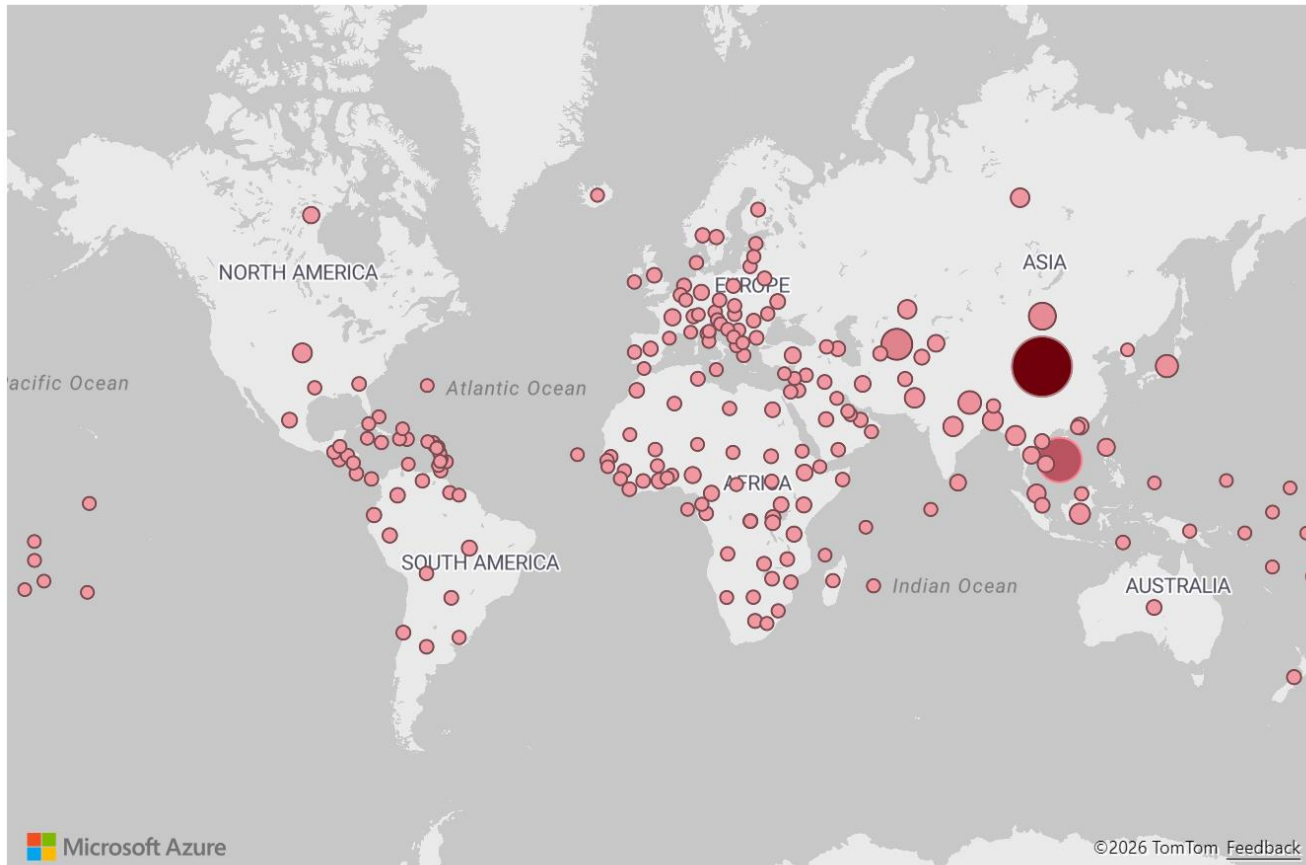 ASIA
NORTH AMERICA
EUROPE
acific Ocean
Atlantic Ocean
AFRICA
SOUTH AMERICA
Indian Ocean
AUSTRALIA
Microsoft Azure
©2026 TomTom Feedback